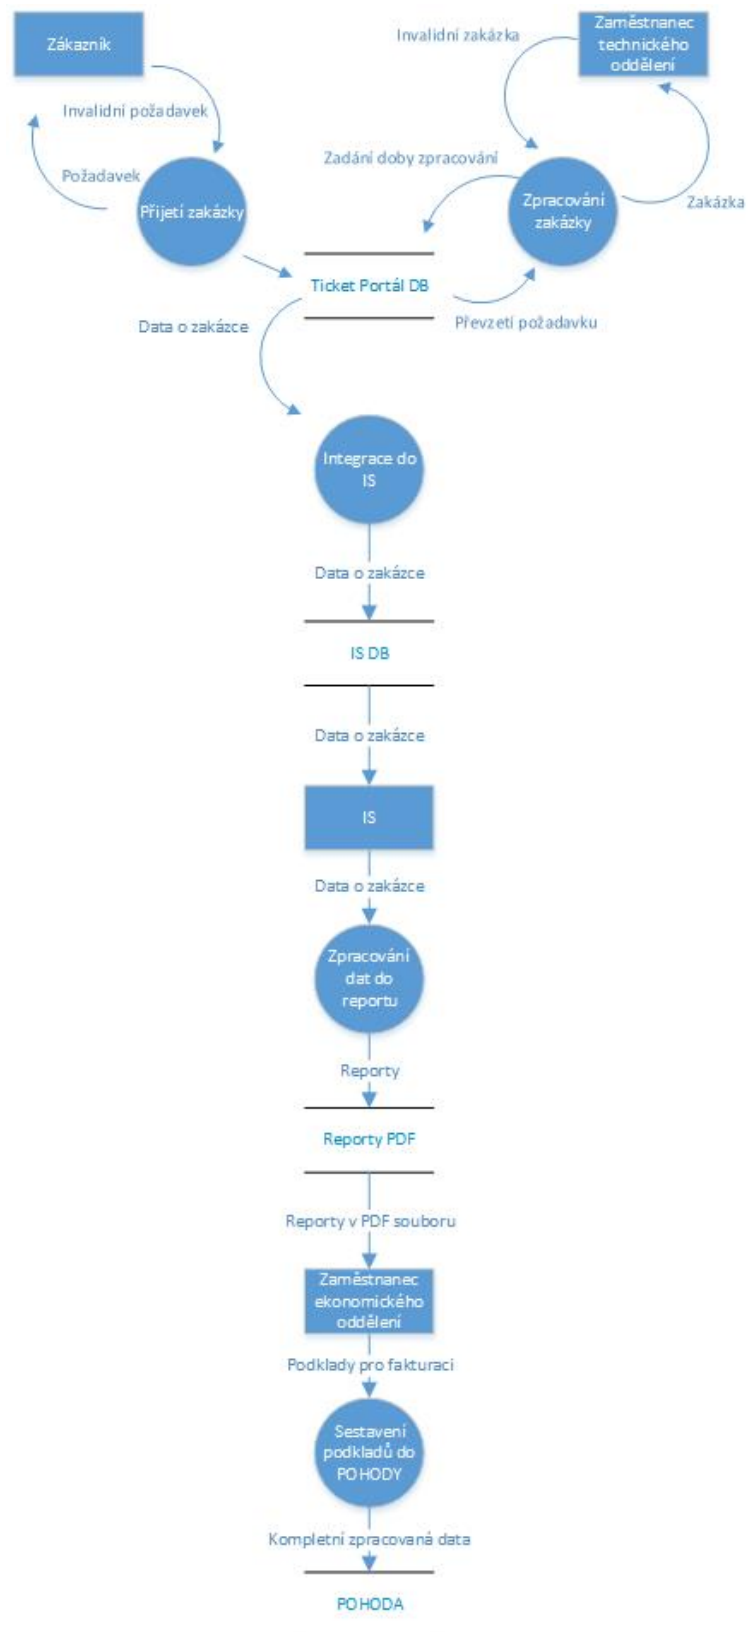 Zákazník
Invalidní zakázka
Zaměstnanec
technického
oddělení
Invalidní požadavek
Zadání doby zpracování
Požadavek
Přijetí zakázky
Zpracování
zakázky
Zakázka
Ticket Portál DB
Data o zakázce
Převzetí požadavku
Integrace do
IS
Data o zakázce
IS DB
Data o zakázce
IS
Data o zakázce
Zpracování
dat do
reportu
Reporty
Reporty PDF
Reporty v PDF souboru
Zaměstnanec
ekonomického
oddělení
Podklady pro fakturaci
Sestavení
podkladů do
POHODY
Kompletní zpracovaná data
POHODA